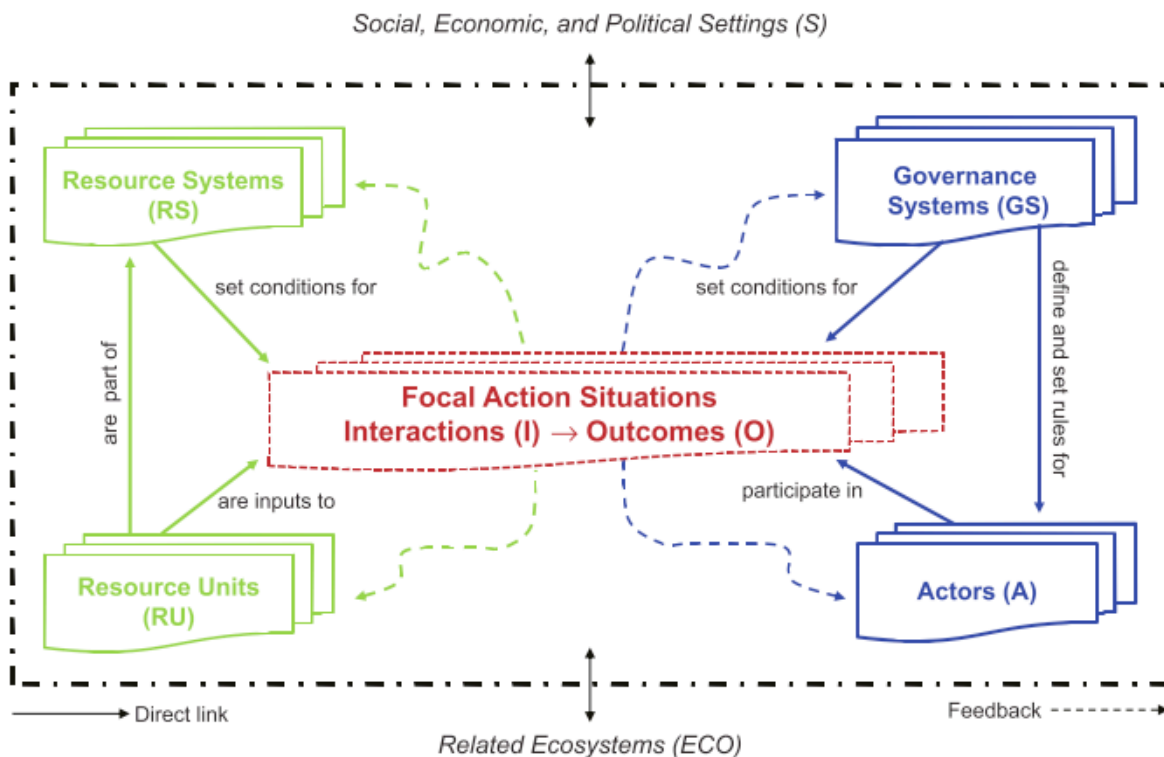 Social, Economic, and Political Settings (S)
Resource Systems
(RS)
Governance
Systems (GS)
set conditions for
set conditions for
are part of
define and set rules for
Focal Action Situations
Interactions (I) → Outcomes (O)
are inputs to
participate in
Resource Units
(RU)
Actors (A)
Direct link
Feedback
Related Ecosystems (ECO)